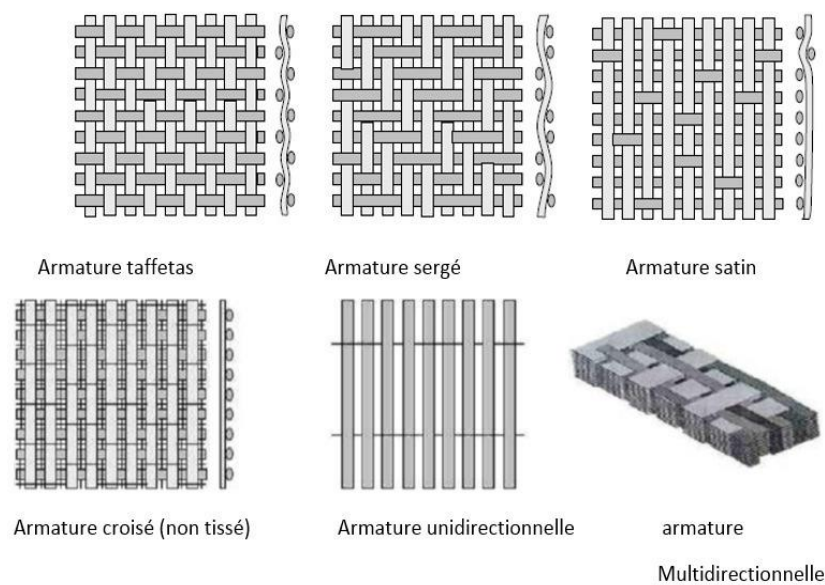 Armature taffetas
Armature sergé
Armature satin
Armature croisé (non tissé)
Armature unidirectionnelle
armature
Multidirectionnelle